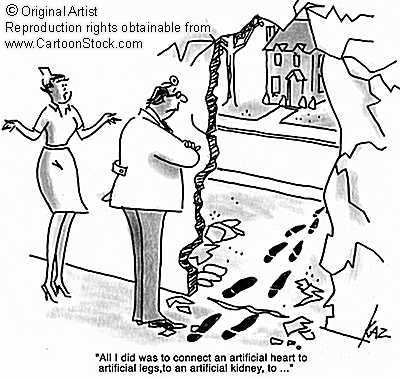 © Original Artist
Reproduction rights obtainable from
www.CartoonStock.com
KAZ
"All I did was to connect an artificial heart to
artificial legs,to an artificial kidney, to ..."